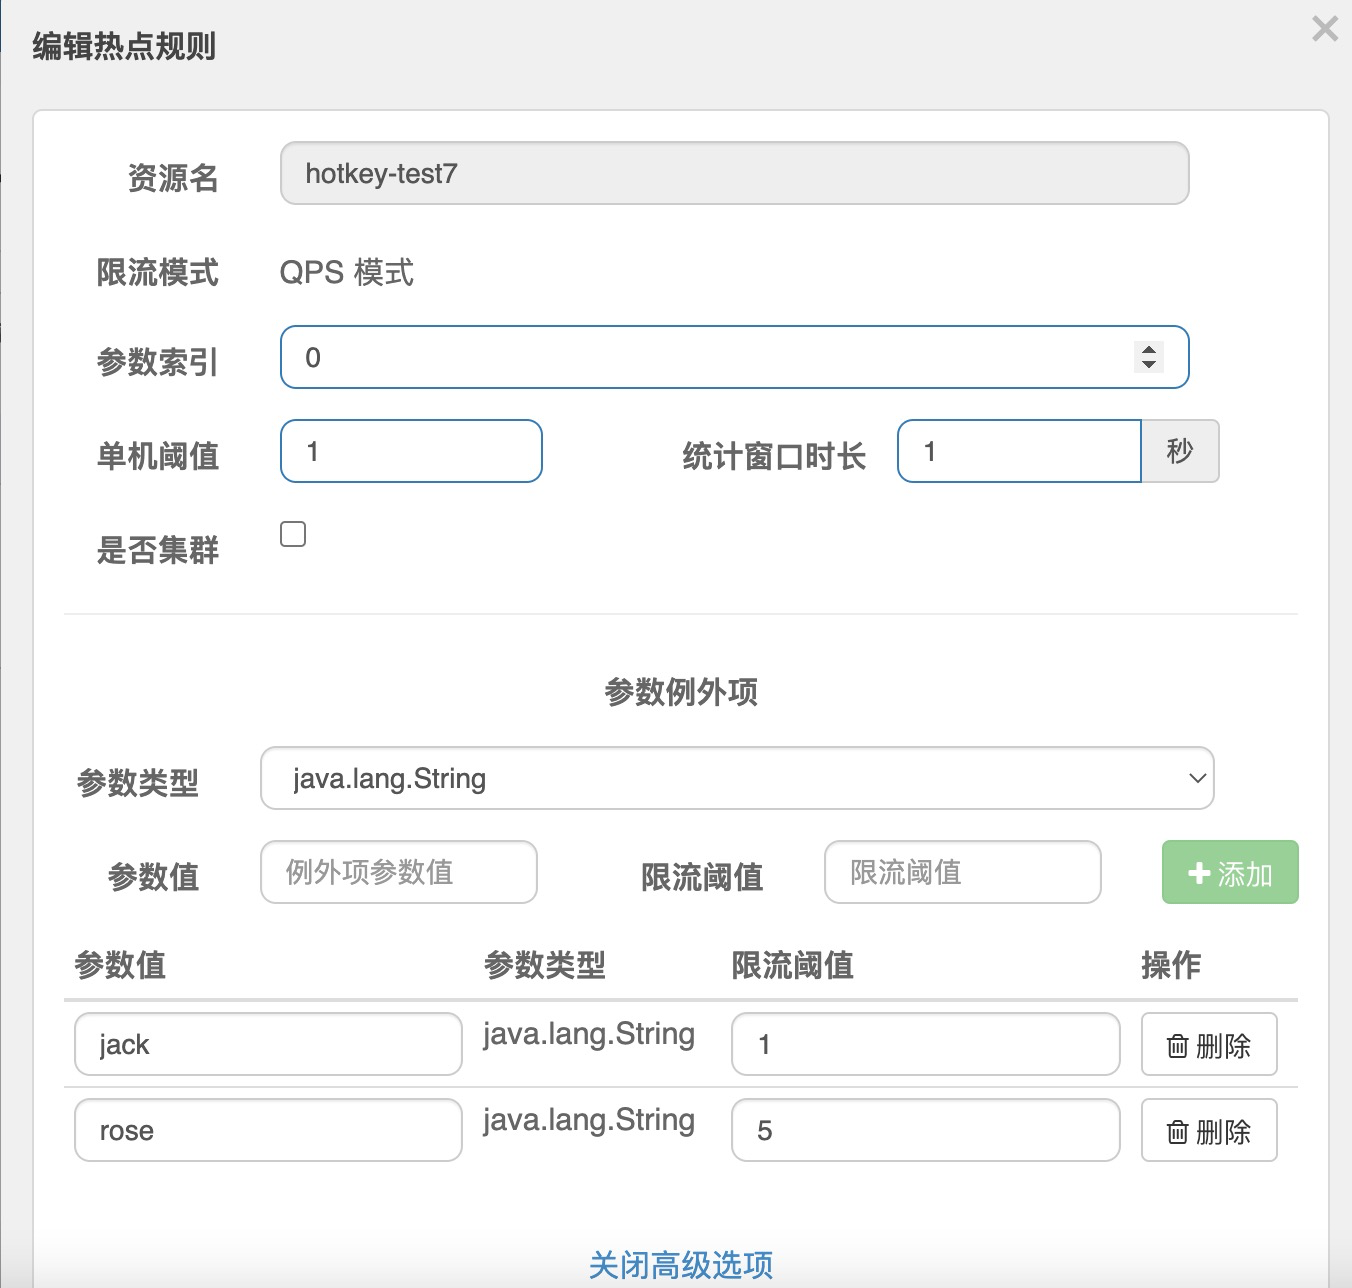 编辑热点规则
资源名 hotkey-test7
限流模式 QPS 模式
参数索引 0
单机阈值 1 统计窗口时长 1 秒
是否集群
参数例外项
参数类型 java.lang.String
参数值 例外项参数值 限流阈值 限流阈值 添加
参数值 参数类型 限流阈值 操作
jack java.lang.String 1 删除
rose java.lang.String 5 删除
关闭高级选项